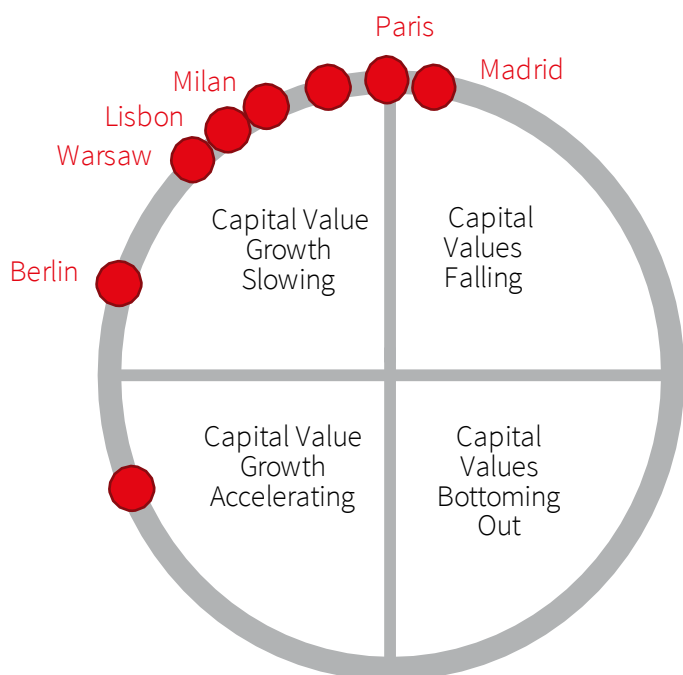 Paris
Madrid
Milan
Lisbon
Warsaw
Berlin
Capital Value
Growth
Slowing
Capital
Values
Falling
Capital Value
Growth
Accelerating
Capital
Values
Bottoming
Out